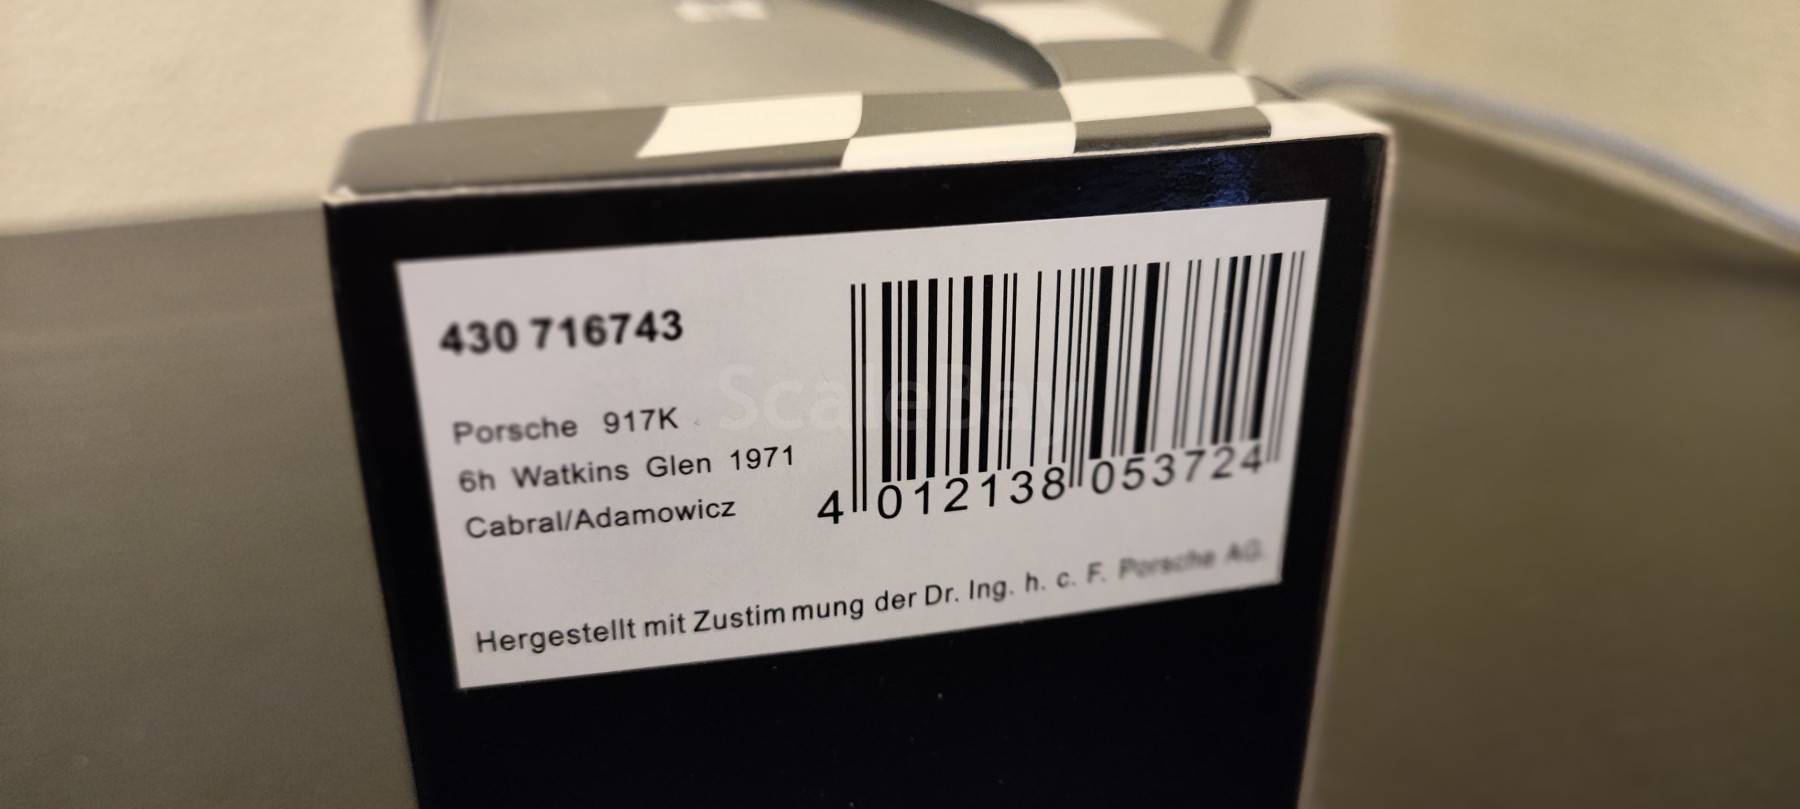 430 716743
Porsche 917K
6h Watkins Glen 1971
Cabral/Adamowicz
4 012138 053724
Hergestellt mit Zustimmung der Dr. Ing. h. c. F. Porsche AG.
ScaleBay